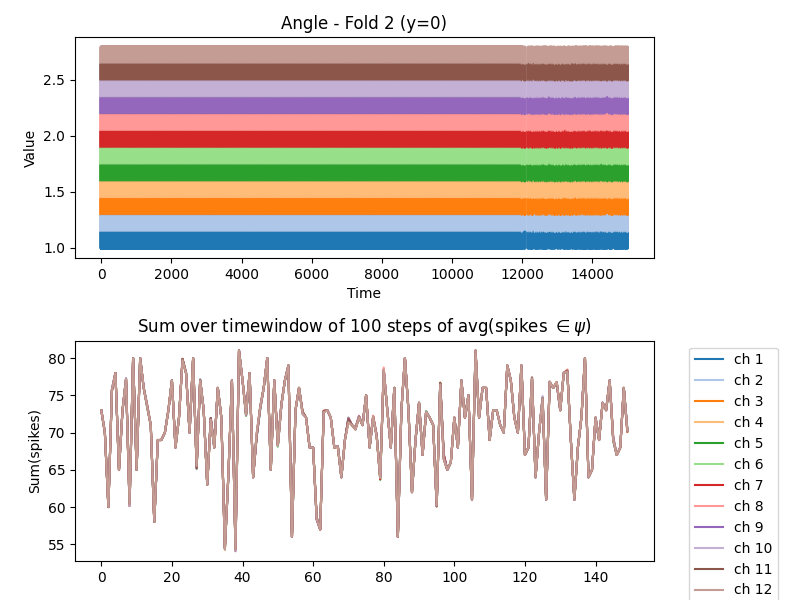 Angle - Fold 2 (y=0)
Value
2.5
2.0
1.5
1.0
0 2000 4000 6000 8000 10000 12000 14000
Time
Sum over timewindow of 100 steps of avg(spikes ∈ψ)
Sum(spikes)
80
75
70
65
60
55
0 20 40 60 80 100 120 140
ch 1
ch 2
ch 3
ch 4
ch 5
ch 6
ch 7
ch 8
ch 9
ch 10
ch 11
ch 12